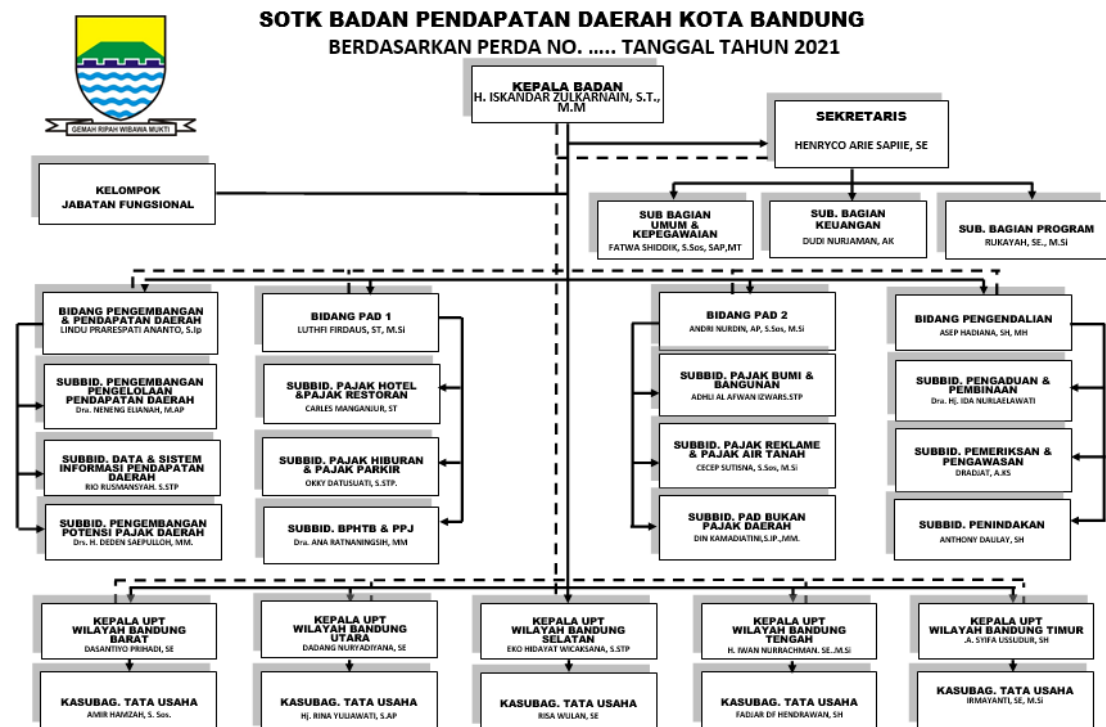 SOTK BADAN PENDAPATAN DAERAH KOTA BANDUNG
BERDASARKAN PERDA NO. ..... TANGGAL TAHUN 2021
GEMAH RIPAH WIBAWA MUKTI
KEPALA BADAN
H. ISKANDAR ZULKARNAIN, S.T.,
M.M
SEKRETARIS
HENRYCO ARIE SAPIIE, SE
KELOMPOK
JABATAN FUNGSIONAL
SUB BAGIAN
UMUM &
KEPEGAWAIAN
FATWA SHIDDIK, S.Sos, SAP,MT
SUB. BAGIAN
KEUANGAN
DUDI NURJAMAN, AK
SUB. BAGIAN PROGRAM
RUKAYAH, SE., M.Si
BIDANG PENGEMBANGAN
& PENDAPATAN DAERAH
LINDU PRARESPATI ANANTO, S.Ip
BIDANG PAD 1
LUTHFI FIRDAUS, ST, M.Si
BIDANG PAD 2
ANDRI NURDIN, AP, S.Sos, M.Si
BIDANG PENGENDALIAN
ASEP HADIANA, SH, MH
SUBBID. PENGEMBANGAN
PENGELOLAAN
PENDAPATAN DAERAH
Dra. NENENG ELIANAH, M.AP
SUBBID. PAJAK HOTEL
&PAJAK RESTORAN
CARLES MANGANJUR, ST
SUBBID. PAJAK BUMI &
BANGUNAN
ADHLI AL AFWAN IZWARS.STP
SUBBID. PENGADUAN &
PEMBINAAN
Dra. Hj. IDA NURLAELAWATI
SUBBID. DATA & SISTEM
INFORMASI PENDAPATAN
DAERAH
RIO RUSMANSYAH. S.STP
SUBBID. PAJAK HIBURAN
& PAJAK PARKIR
OKKY DATUSUATI, S.STP.
SUBBID. PAJAK REKLAME
& PAJAK AIR TANAH
CECEP SUTISNA, S.Sos, M.Si
SUBBID. PEMERIKSAN &
PENGAWASAN
DRADJAT, A.KS
SUBBID. PENGEMBANGAN
POTENSI PAJAK DAERAH
Drs. H. DEDEN SAEPULLOH, MM.
SUBBID. BPHTB & PPJ
Dra. ANA RATNANINGSIH, MM
SUBBID. PAD BUKAN
PAJAK DAERAH
DIN KAMADIATINI,S.IP.,MM.
SUBBID. PENINDAKAN
ANTHONY DAULAY, SH
KEPALA UPT
WILAYAH BANDUNG
BARAT
DASANTIYO PRIHADI, SE
KEPALA UPT
WILAYAH BANDUNG
UTARA
DADANG NURYADIYANA, SE
KEPALA UPT
WILAYAH BANDUNG
SELATAN
EKO HIDAYAT WICAKSANA, S.STP
KEPALA UPT
WILAYAH BANDUNG
TENGAH
H. IWAN NURRACHMAN. SE..M.Si
KEPALA UPT
WILAYAH BANDUNG TIMUR
.A. SYIFA USSUDUR, SH
KASUBAG. TATA USAHA
AMIR HAMZAH, S. Sos.
KASUBAG. TATA USAHA
Hj. RINA YULIAWATI, S.AP
KASUBAG. TATA USAHA
RISA WULAN, SE
KASUBAG. TATA USAHA
FADJAR DF HENDRAWAN, SH
KASUBAG. TATA USAHA
IRMAYANTI, SE, M.Si